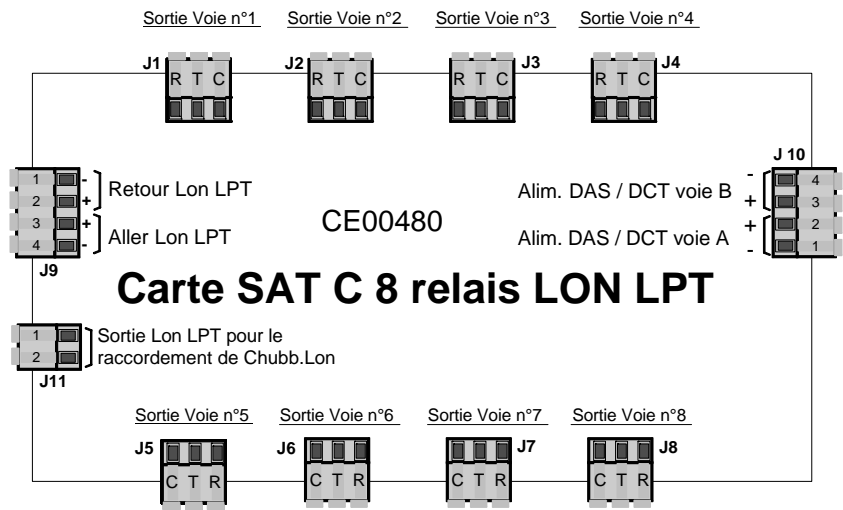 Sortie Voie n°1 Sortie Voie n°2 Sortie Voie n°3 Sortie Voie n°4
J1 J2 J3 J4
R T C R T C R T C R T C
J 10
1 - Retour Lon LPT
2 +
3 + Aller Lon LPT
4 -
J9
CE00480
Alim. DAS / DCT voie B - 4
+ 3
Alim. DAS / DCT voie A + 2
- 1
Carte SAT C 8 relais LON LPT
1 Sortie Lon LPT pour le
2 raccordement de Chubb.Lon
J11
Sortie Voie n°5 Sortie Voie n°6 Sortie Voie n°7 Sortie Voie n°8
J5 J6 J7 J8
C T R C T R C T R C T R